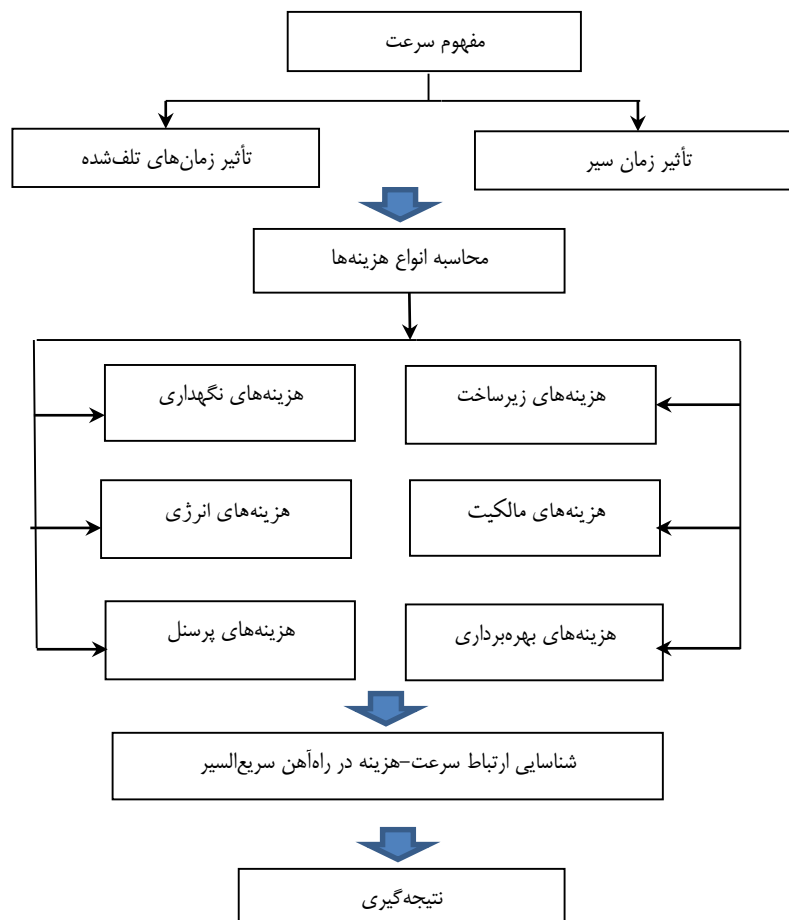 مفهوم سرعت
تأثیر زمان سیر
تأثیر زمان‌های تلف‌شده
محاسبه انواع هزینه‌ها
هزینه‌های زیرساخت
هزینه‌های نگهداری
هزینه‌های مالکیت
هزینه‌های انرژی
هزینه‌های بهره‌برداری
هزینه‌های پرسنل
شناسایی ارتباط سرعت–هزینه در راه‌آهن سریع‌السیر
نتیجه‌گیری